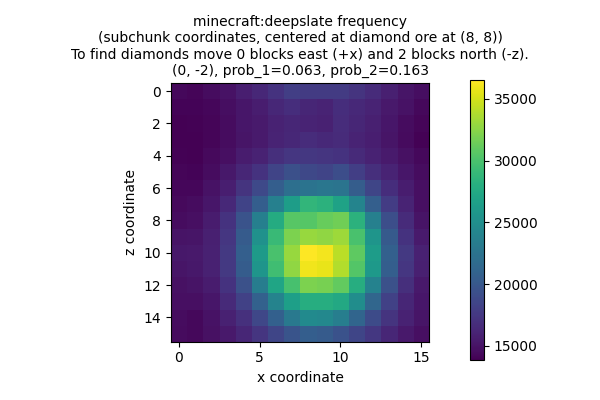 minecraft:deepslate frequency
(subchunk coordinates, centered at diamond ore at (8, 8))
To find diamonds move 0 blocks east (+x) and 2 blocks north (-z).
(0, -2), prob_1=0.063, prob_2=0.163
0
2
4
6
8
10
12
14
z coordinate
0
5
10
15
x coordinate
35000
30000
25000
20000
15000